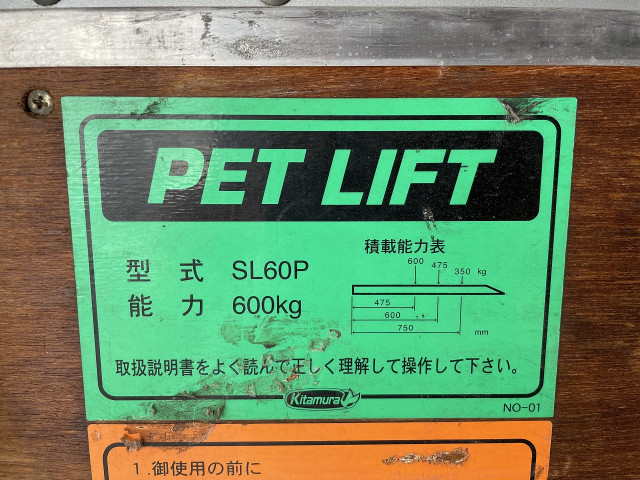 PET LIFT
型 式 SL60P
能 力 600kg
積載能力表
600 475 350 kg
475
600
750 mm
取扱説明書をよく読んで正しく理解して操作して下さい。
Kitamura
NO-01
1.御使用の前に